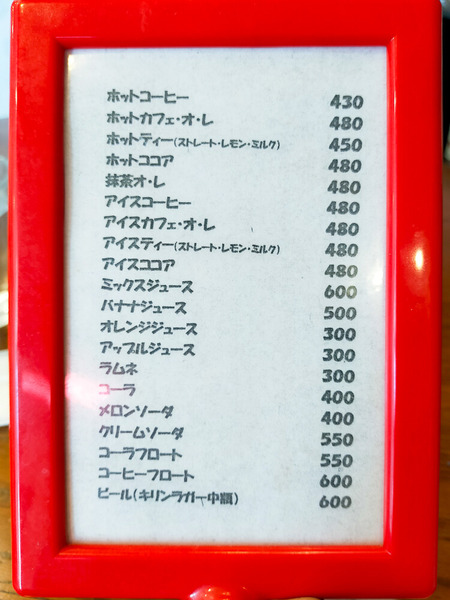 ホットコーヒー 430
ホットカフェ・オ・レ 480
ホットティー(ストレート・レモン・ミルク) 450
ホットココア 480
抹茶オ・レ 480
アイスコーヒー 480
アイスカフェ・オ・レ 480
アイスティー(ストレート・レモン・ミルク) 480
アイスココア 480
ミックスジュース 600
バナナジュース 500
オレンジジュース 300
アップルジュース 300
ラムネ 300
コーラ 400
メロンソーダ 400
クリームソーダ 550
コーラフロート 550
コーヒーフロート 600
ビール(キリンラガー中瓶) 600